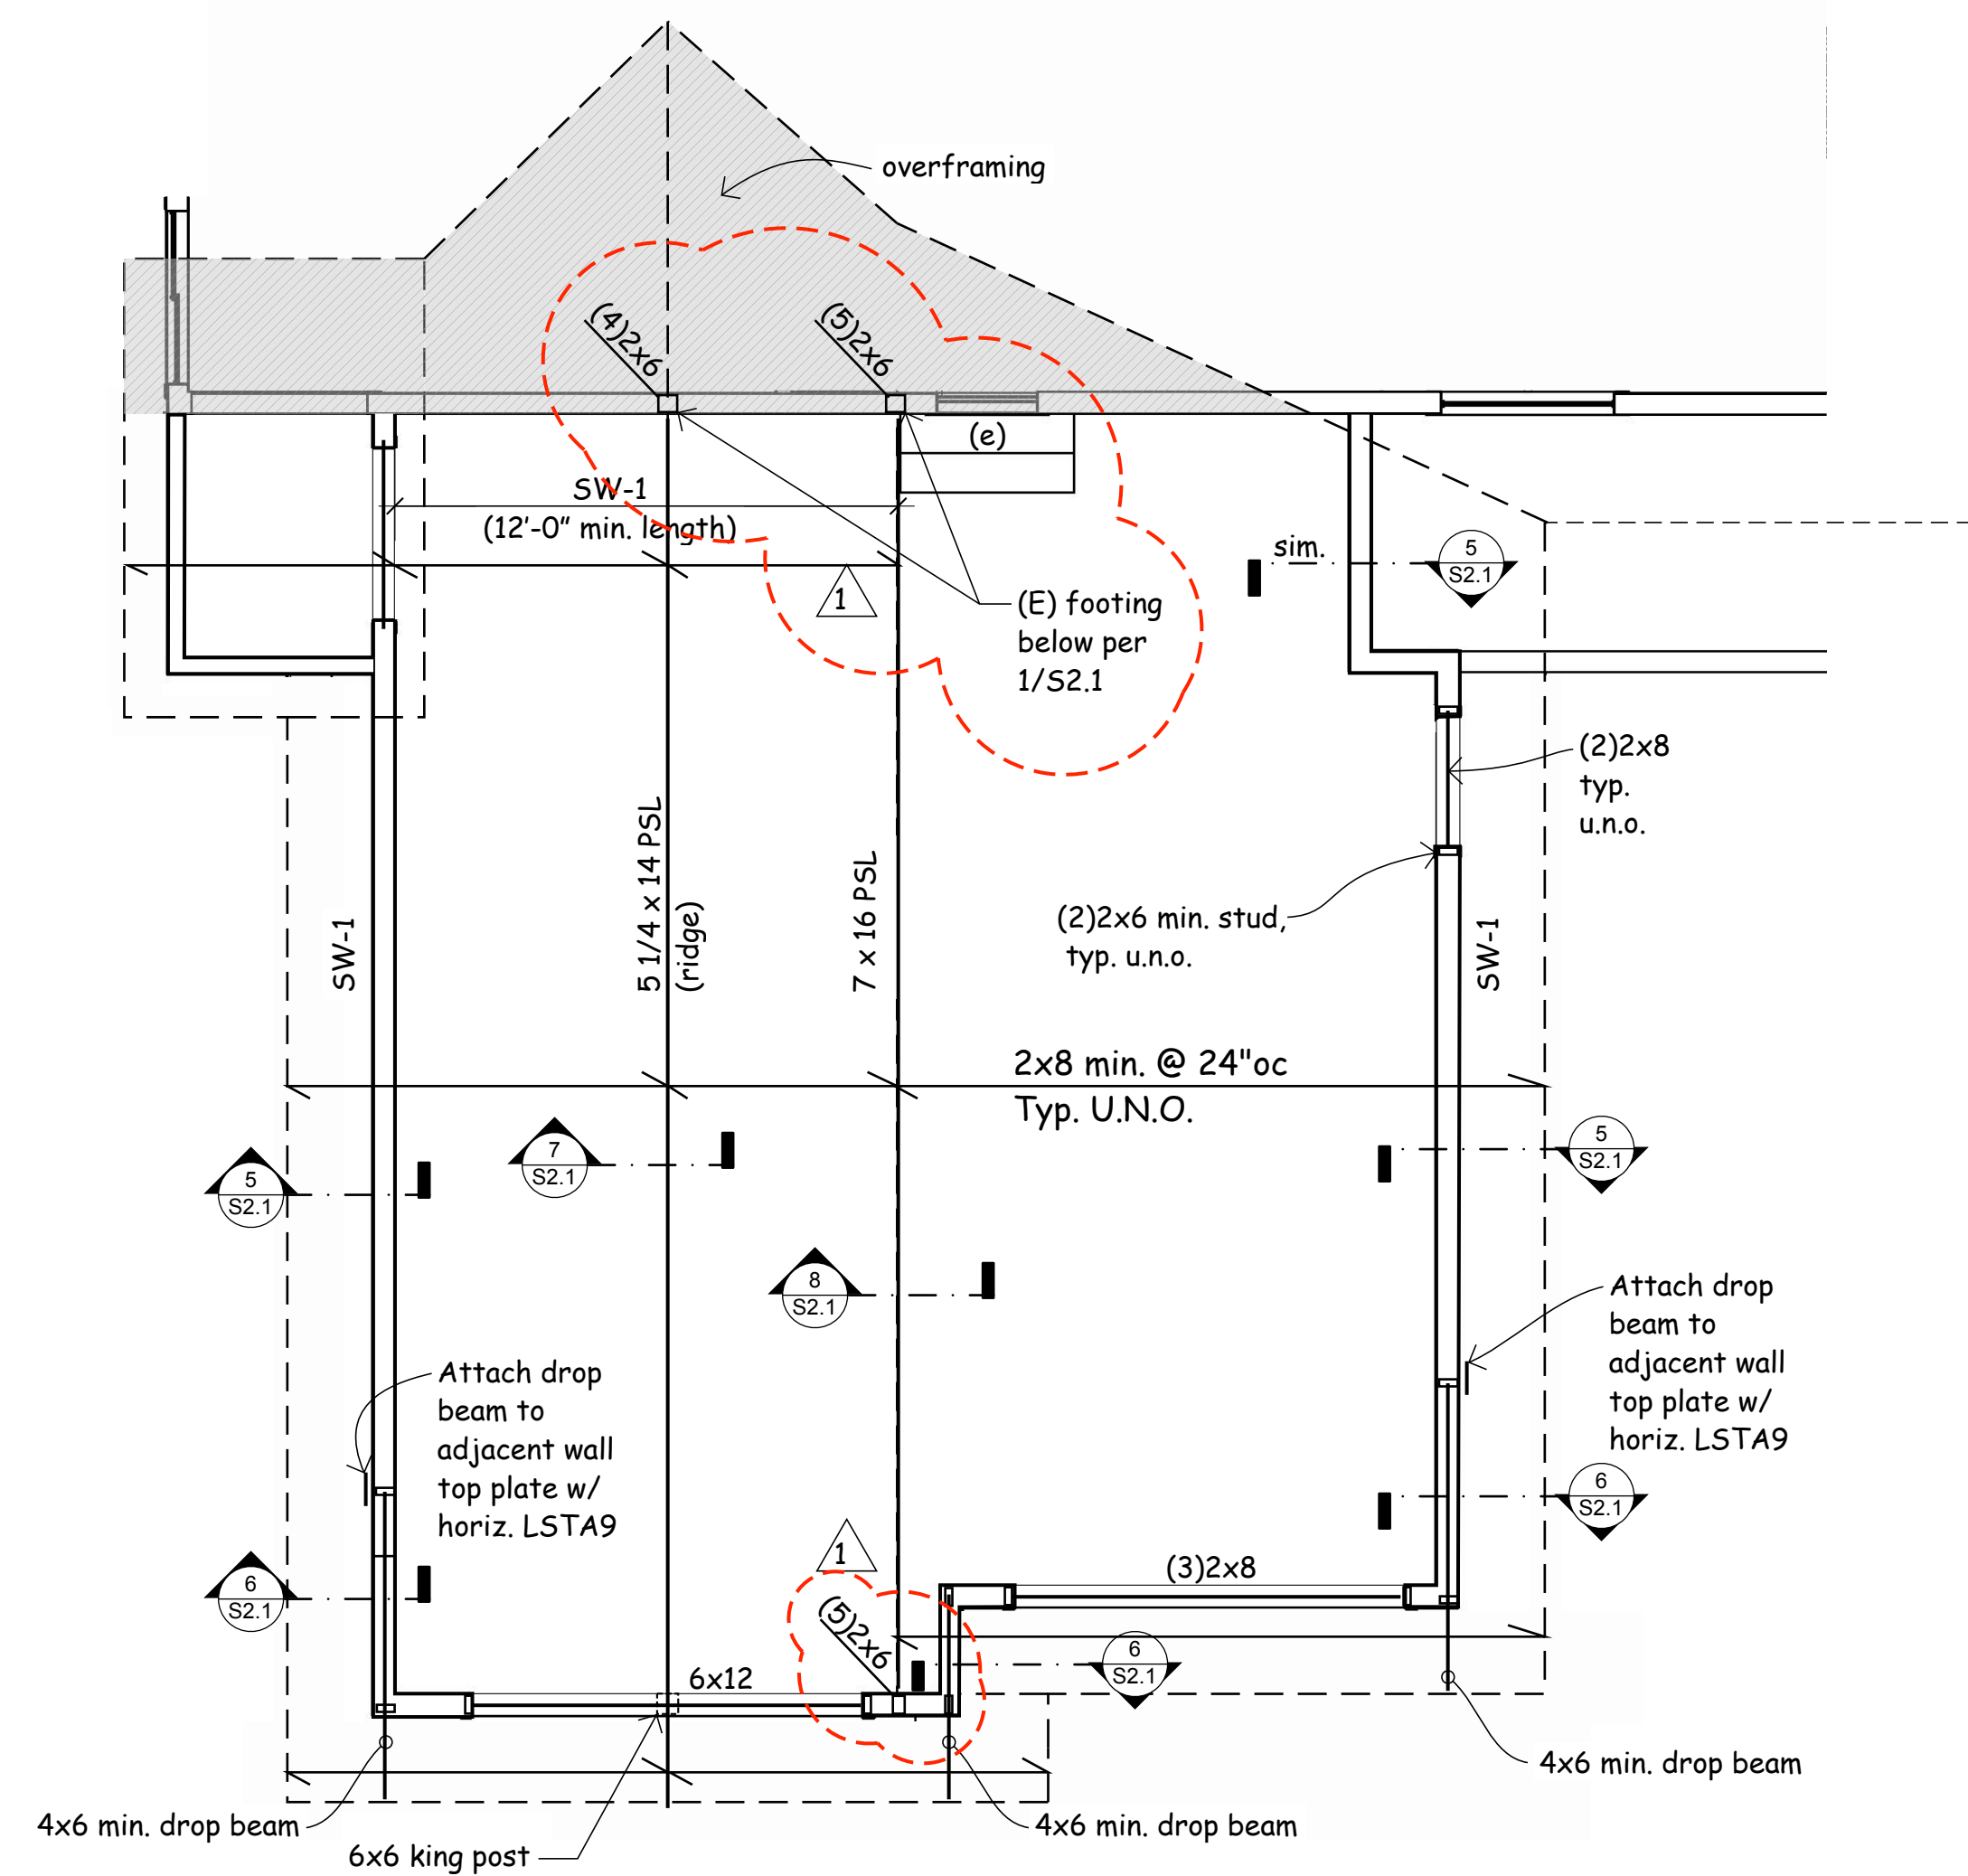 overframing
(4)2x6
(5)2x6
(e)
SW-1
(12'-0" min. length)
sim.
5
S2.1
1
(E) footing
below per
1/S2.1
(2)2x8
typ.
u.n.o.
5 1/4 x 14 PSL
(ridge)
7 x 16 PSL
SW-1
(2)2x6 min. stud,
typ. u.n.o.
SW-1
2x8 min. @ 24"oc
Typ. U.N.O.
5
S2.1
7
S2.1
5
S2.1
8
S2.1
Attach drop
beam to
adjacent wall
top plate w/
horiz. LSTA9
Attach drop
beam to
adjacent wall
top plate w/
horiz. LSTA9
6
S2.1
1
6
S2.1
(3)2x8
(5)2x6
6
S2.1
6x12
4x6 min. drop beam
4x6 min. drop beam
4x6 min. drop beam
6x6 king post